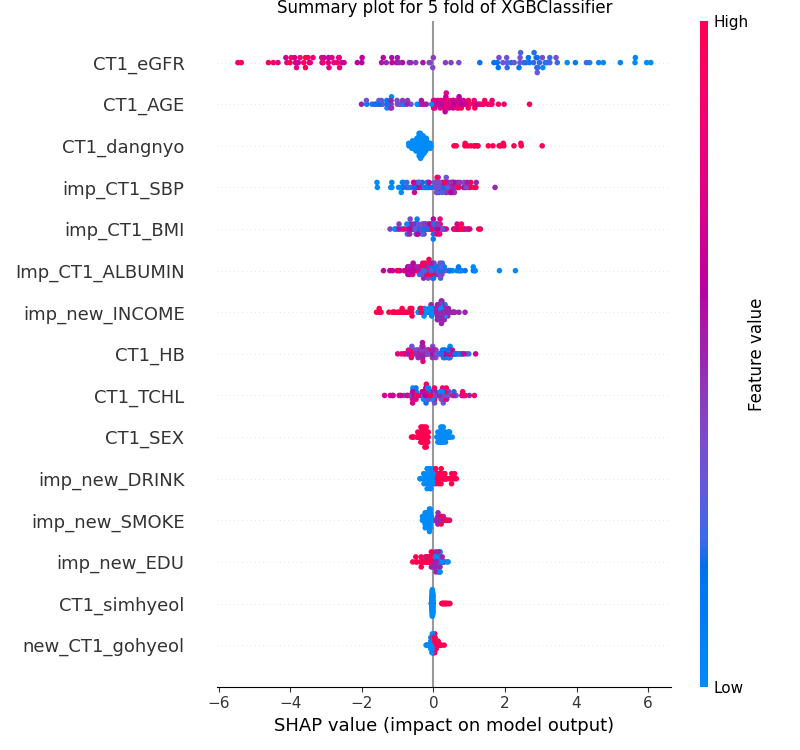 Summary plot for 5 fold of XGBClassifier
High
CT1_eGFR
CT1_AGE
CT1_dangnyo
imp_CT1_SBP
imp_CT1_BMI
Imp_CT1_ALBUMIN
imp_new_INCOME
CT1_HB
CT1_TCHL
CT1_SEX
imp_new_DRINK
imp_new_SMOKE
imp_new_EDU
CT1_simhyeol
new_CT1_gohyeol
Feature value
Low
−6 −4 −2 0 2 4 6
SHAP value (impact on model output)